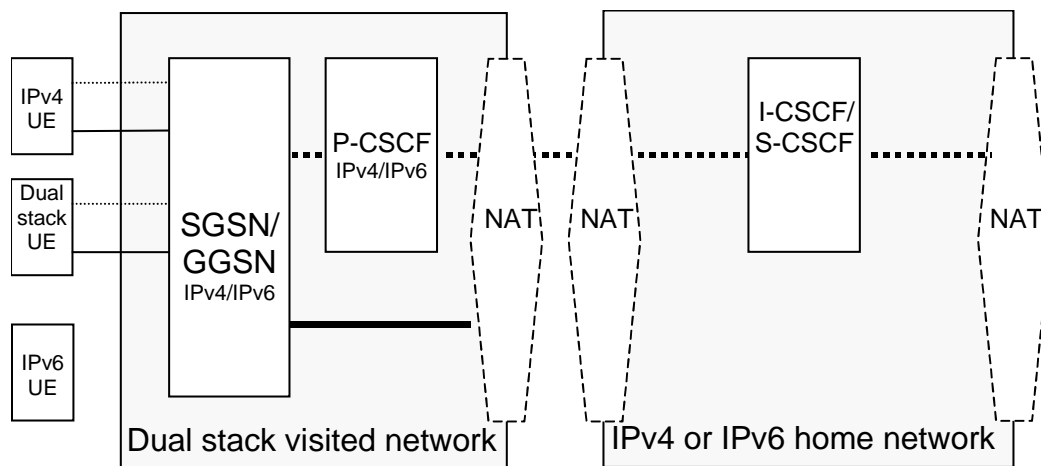 IPv4
UE
Dual
stack
UE
IPv6
UE
SGSN/
GGSN
IPv4/IPv6
P-CSCF
IPv4/IPv6
NAT
NAT
I-CSCF/
S-CSCF
NAT
Dual stack visited network
IPv4 or IPv6 home network